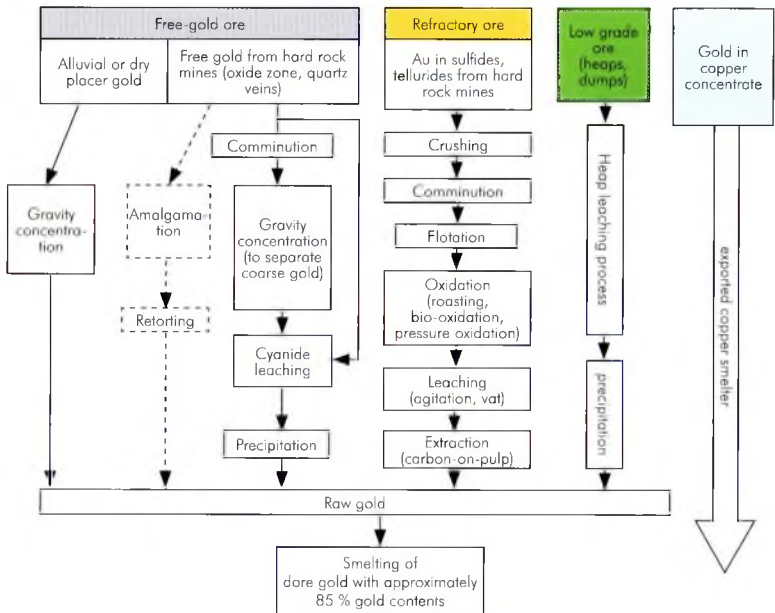 Free-gold ore
Alluvial or dry
placer gold
Free gold from hard rock
mines (oxide zone, quartz
veins)
Comminution
Gravity
concentra-
tion
Amalgama-
tion
Retorting
Gravity
concentration
(to separate
coarse gold)
Cyanide
leaching
Precipitation
Refractory ore
Au in sulfides,
tellurides from hard
rock mines
Crushing
Comminution
Flotation
Oxidation
(roasting,
bio-oxidation,
pressure oxidation)
Leaching
(agitation, vat)
Extraction
(carbon-on-pulp)
Low grade
ore
(heaps,
dumps)
Heap leaching process
precipitation
Gold in
copper
concentrate
exported copper smelter
Raw gold
Smelting of
dore gold with approximately
85 % gold contents